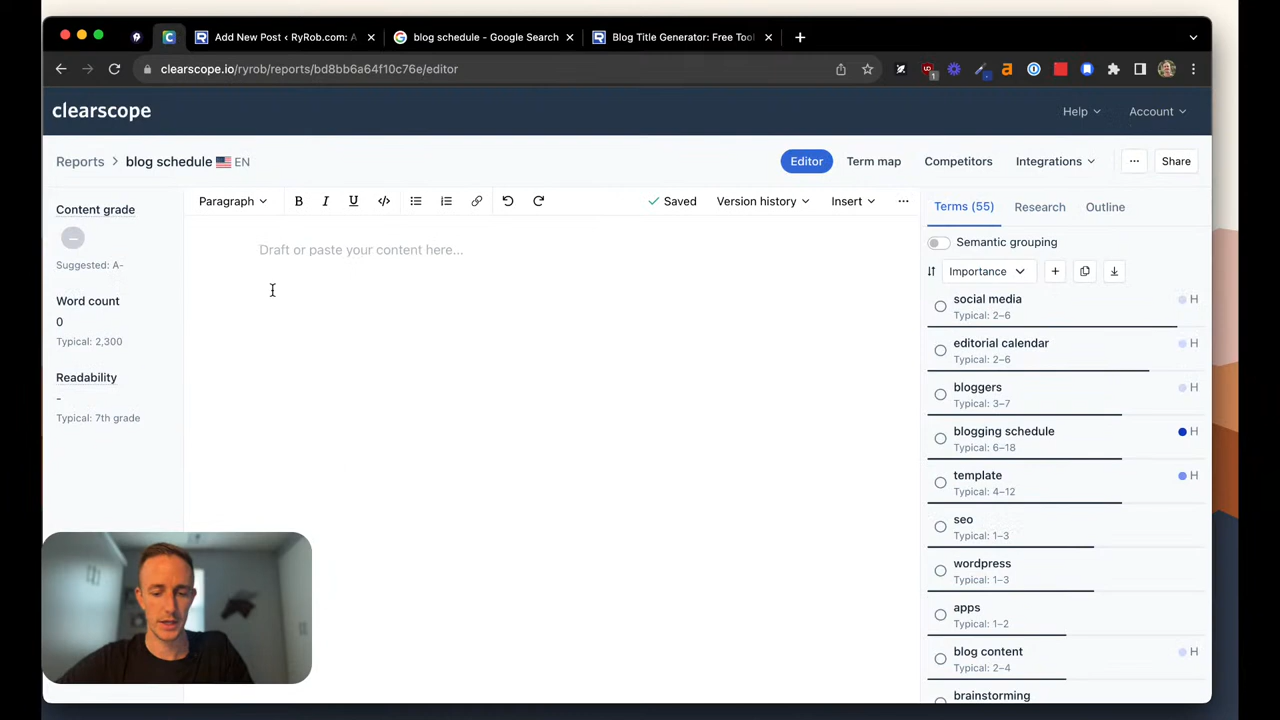 Add New Post ‹ RyRob.com: A
blog schedule - Google Search
Blog Title Generator: Free Tool
clearscope.io/ryrob/reports/bd8bb6a64f10c76e/editor
clearscope
Help
Account
Reports > blog schedule EN
Editor
Term map
Competitors
Integrations
...
Share
Content grade
–
Suggested: A-
Word count
0
Typical: 2,300
Readability
-
Typical: 7th grade
Paragraph
B I U </>
Saved
Version history
Insert
...
Draft or paste your content here...
Terms (55)
Research
Outline
Semantic grouping
Importance
social media H
Typical: 2–6
editorial calendar H
Typical: 2–6
bloggers H
Typical: 3–7
blogging schedule H
Typical: 6–18
template H
Typical: 4–12
seo
Typical: 1–3
wordpress
Typical: 1–3
apps
Typical: 1–2
blog content H
Typical: 2–4
brainstorming